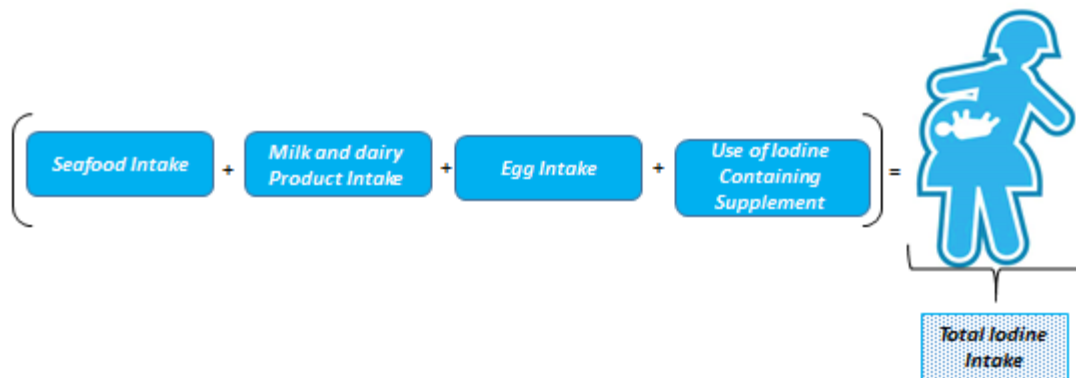 Seafood Intake
+
Milk and dairy
Product Intake
+
Egg Intake
+
Use of Iodine
Containing
Supplement
=
Total Iodine
Intake